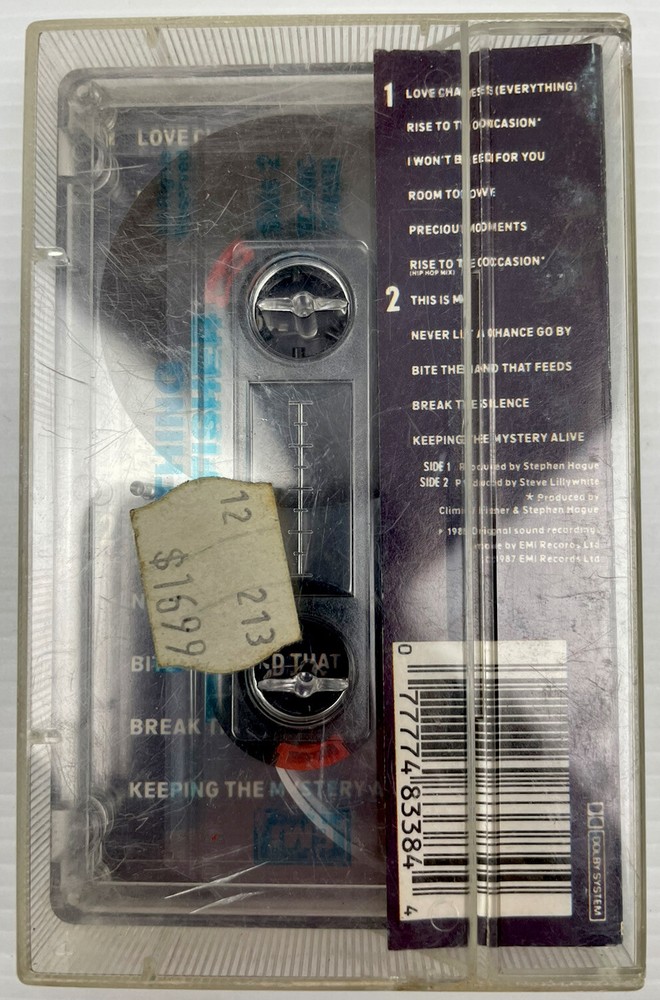 1 LOVE CHANGES (EVERYTHING)
RISE TO THE OCCASION*
I WON'T BLEED FOR YOU
ROOM TO MOVE
PRECIOUS MOMENTS
RISE TO THE OCCASION*
(HIP HOP MIX)
2 THIS IS ME
NEVER LET A CHANCE GO BY
BITE THE HAND THAT FEEDS
BREAK THE SILENCE
KEEPING THE MYSTERY ALIVE
SIDE 1 Produced by Stephen Hague
SIDE 2 Produced by Steve Lillywhite
* Produced by
Climie Fisher & Stephen Hague
Original sound recordings
made by EMI Records Ltd
1987 EMI Records Ltd
0 77774 83384 4
DOLBY SYSTEM
LOVE
FISHER
12 213
$1699
BITE
ND THAT
BREAK
KEEPING THE MYSTERY A
EMI